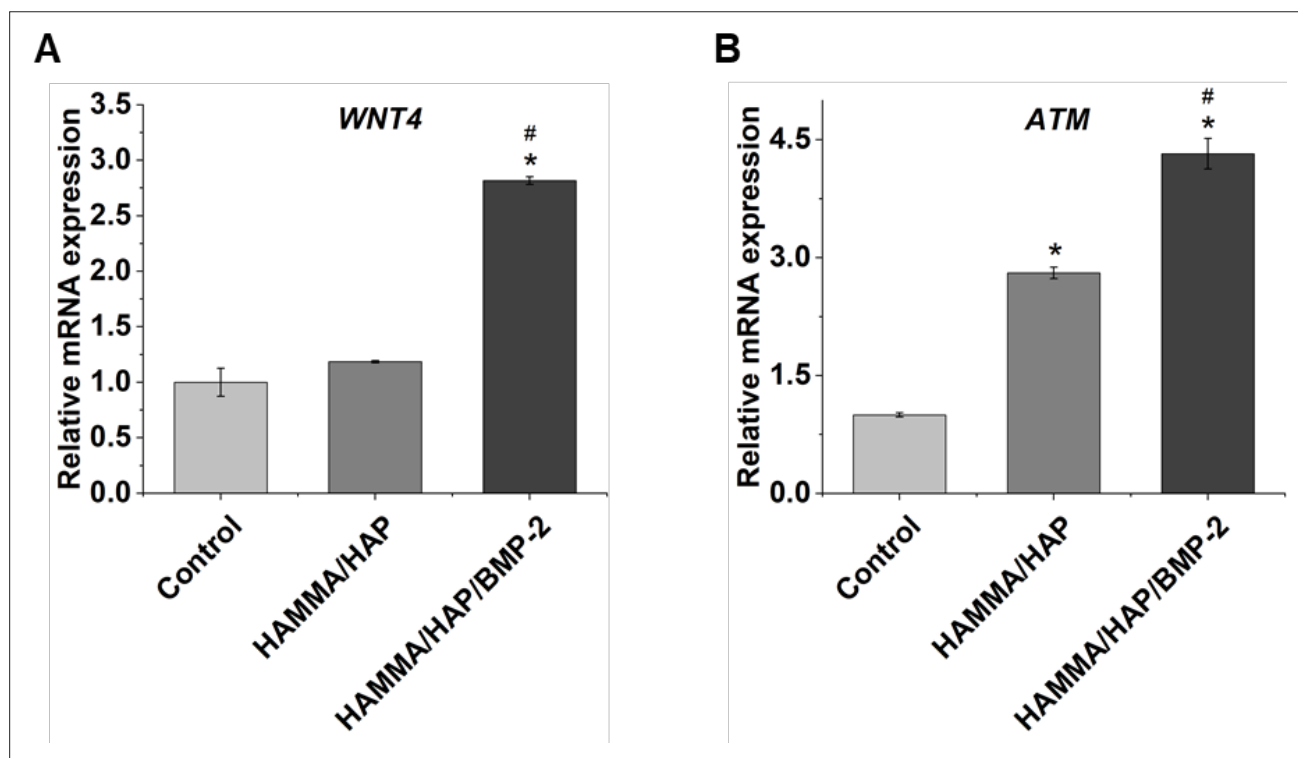 A
WNT4
Relative mRNA expression
3.5
3.0
2.5
2.0
1.5
1.0
0.5
0.0
#
*
Control
HAMMA/HAP
HAMMA/HAP/BMP-2
B
ATM
Relative mRNA expression
4.5
3.0
1.5
0.0
*
#
*
Control
HAMMA/HAP
HAMMA/HAP/BMP-2